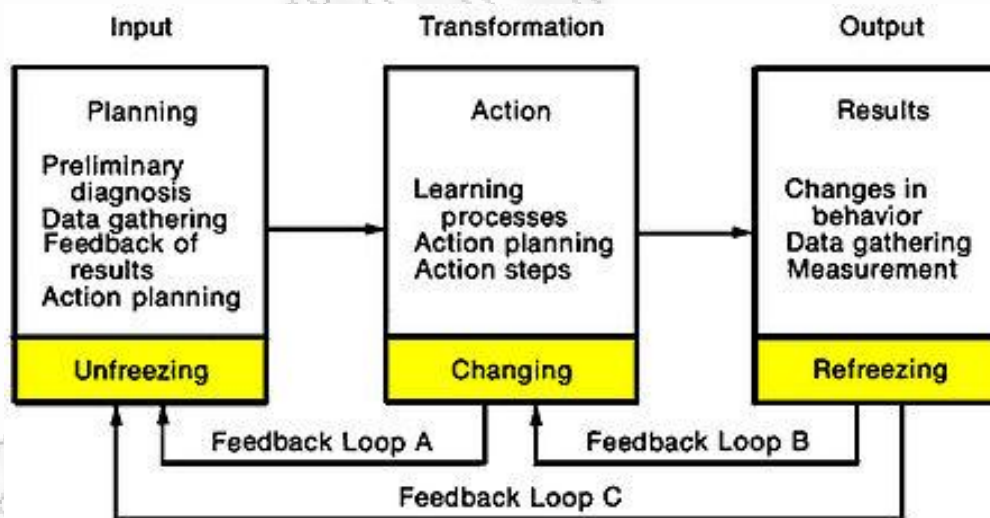 Input
Transformation
Output
Planning
Preliminary
diagnosis
Data gathering
Feedback of
results
Action planning
Unfreezing
Action
Learning
processes
Action planning
Action steps
Changing
Results
Changes in
behavior
Data gathering
Measurement
Refreezing
Feedback Loop A
Feedback Loop B
Feedback Loop C